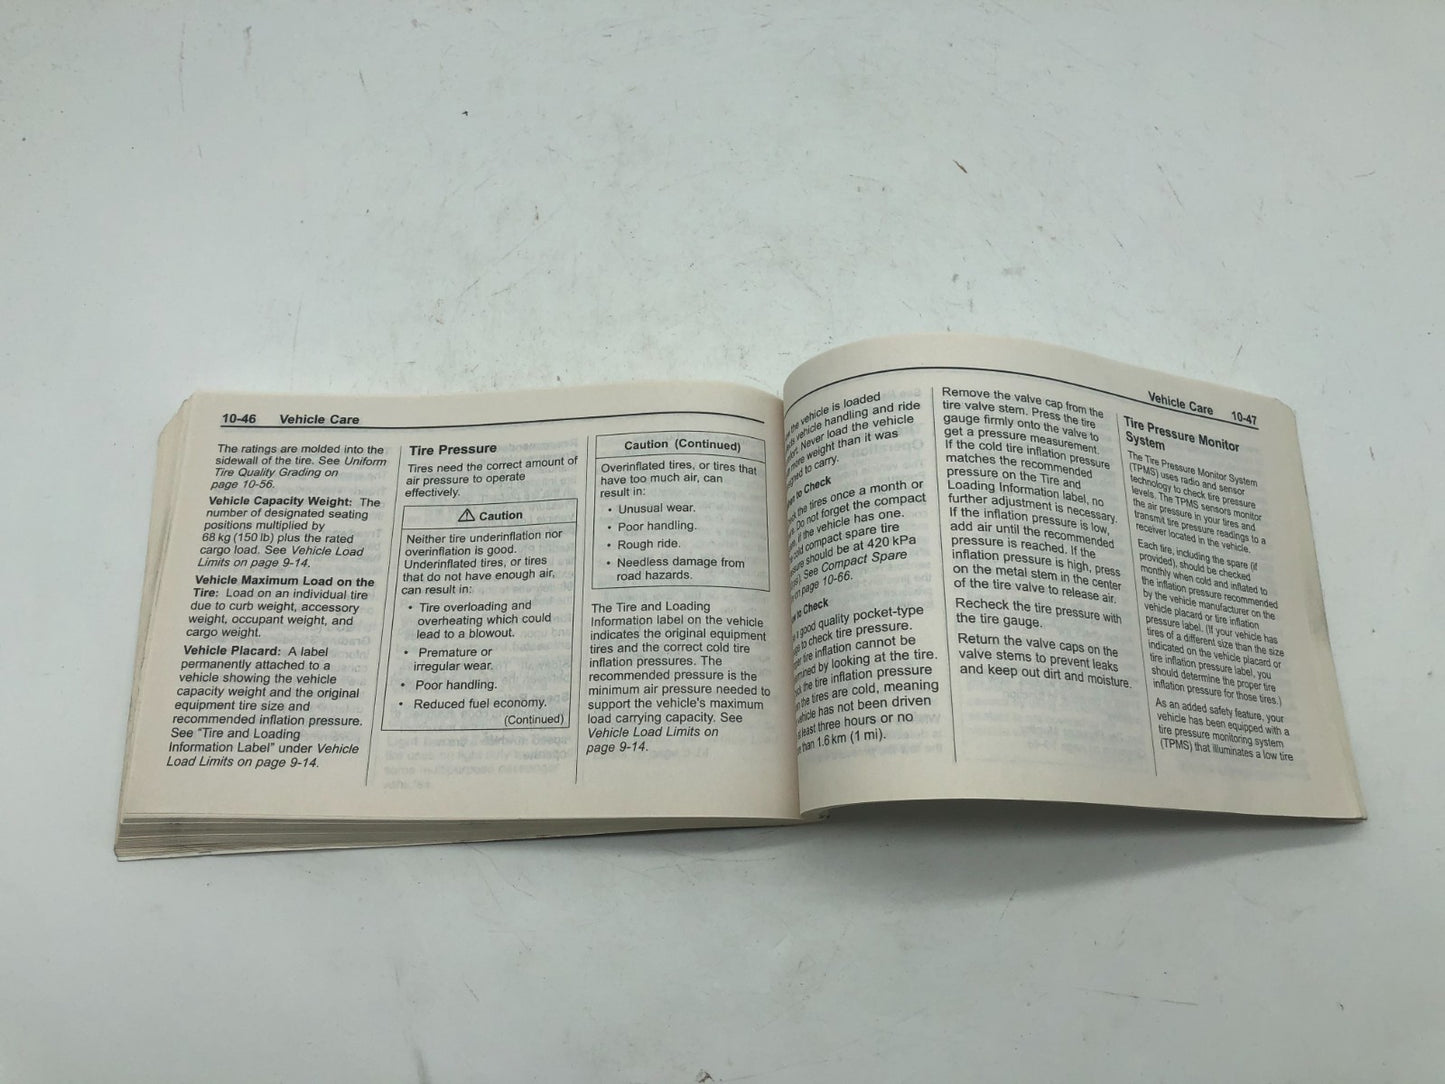 10-46 Vehicle Care
The ratings are molded into the
sidewall of the tire. See Uniform
Tire Quality Grading on
page 10-56.
Vehicle Capacity Weight: The
number of designated seating
positions multiplied by
68 kg (150 lb) plus the rated
cargo load. See Vehicle Load
Limits on page 9-14.
Vehicle Maximum Load on the
Tire: Load on an individual tire
due to curb weight, accessory
weight, occupant weight, and
cargo weight.
Vehicle Placard: A label
permanently attached to a
vehicle showing the vehicle
capacity weight and the original
equipment tire size and
recommended inflation pressure.
See “Tire and Loading
Information Label” under Vehicle
Load Limits on page 9-14.
Tire Pressure
Tires need the correct amount of
air pressure to operate
effectively.
Caution
Neither tire underinflation nor
overinflation is good.
Underinflated tires, or tires
that do not have enough air,
can result in:
• Tire overloading and
overheating which could
lead to a blowout.
• Premature or
irregular wear.
• Poor handling.
• Reduced fuel economy.
(Continued)
Caution (Continued)
Overinflated tires, or tires that
have too much air, can
result in:
• Unusual wear.
• Poor handling.
• Rough ride.
• Needless damage from
road hazards.
The Tire and Loading
Information label on the vehicle
indicates the original equipment
tires and the correct cold tire
inflation pressures. The
recommended pressure is the
minimum air pressure needed to
support the vehicle's maximum
load carrying capacity. See
Vehicle Load Limits on
page 9-14.
Vehicle Care 10-47
the vehicle is loaded
vehicle handling and ride
Never load the vehicle
more weight than it was
to carry.
to Check
the tires once a month or
Do not forget the compact
if the vehicle has one.
cold compact spare tire
should be at 420 kPa
See Compact Spare
on page 10-66.
to Check
a good quality pocket-type
to check tire pressure.
tire inflation cannot be
by looking at the tire.
the tire inflation pressure
the tires are cold, meaning
vehicle has not been driven
least three hours or no
than 1.6 km (1 mi).
Remove the valve cap from the
tire valve stem. Press the tire
gauge firmly onto the valve to
get a pressure measurement.
If the cold tire inflation pressure
matches the recommended
pressure on the Tire and
Loading Information label, no
further adjustment is necessary.
If the inflation pressure is low,
add air until the recommended
pressure is reached. If the
inflation pressure is high, press
on the metal stem in the center
of the tire valve to release air.
Recheck the tire pressure with
the tire gauge.
Return the valve caps on the
valve stems to prevent leaks
and keep out dirt and moisture.
Tire Pressure Monitor
System
The Tire Pressure Monitor System
(TPMS) uses radio and sensor
technology to check tire pressure
levels. The TPMS sensors monitor
the air pressure in your tires and
transmit tire pressure readings to a
receiver located in the vehicle.
Each tire, including the spare (if
provided), should be checked
monthly when cold and inflated to
the inflation pressure recommended
by the vehicle manufacturer on the
vehicle placard or tire inflation
pressure label. (If your vehicle has
tires of a different size than the size
indicated on the vehicle placard or
tire inflation pressure label, you
should determine the proper tire
inflation pressure for those tires.)
As an added safety feature, your
vehicle has been equipped with a
tire pressure monitoring system
(TPMS) that illuminates a low tire